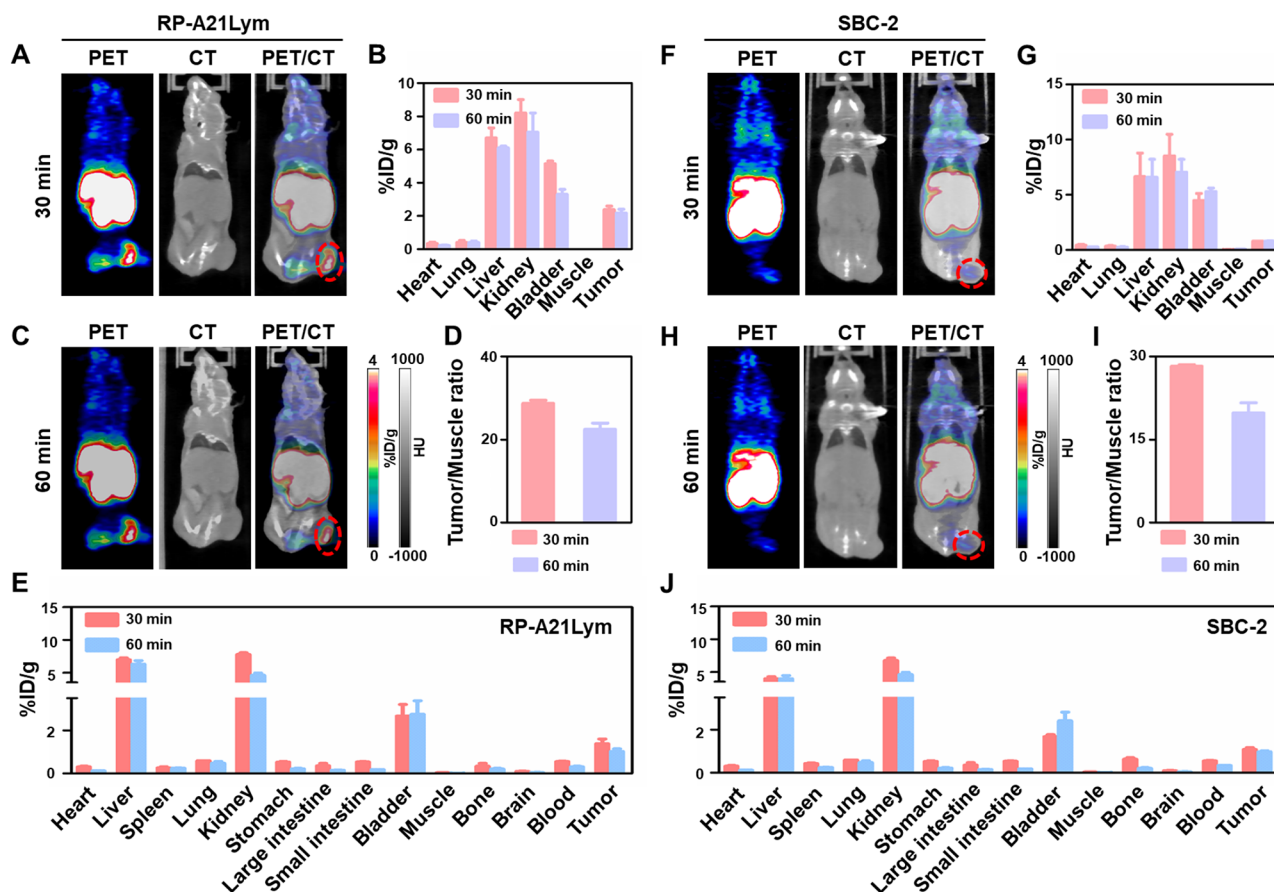 RP-A21Lym
SBC-2
A
PET
CT
PET/CT
30 min
B
%ID/g
10
8
6
4
2
0
30 min
60 min
Heart
Lung
Liver
Kidney
Bladder
Muscle
Tumor
F
PET
CT
PET/CT
30 min
G
%ID/g
15
10
5
0
30 min
60 min
Heart
Lung
Liver
Kidney
Bladder
Muscle
Tumor
C
PET
CT
PET/CT
60 min
4
0
%ID/g
1000
-1000
HU
D
Tumor/Muscle ratio
40
20
0
30 min
60 min
H
PET
CT
PET/CT
60 min
4
0
%ID/g
1000
-1000
HU
I
Tumor/Muscle ratio
30
15
0
30 min
60 min
E
%ID/g
15
10
5
2
0
30 min
60 min
RP-A21Lym
Heart
Liver
Spleen
Lung
Kidney
Stomach
Large intestine
Small intestine
Bladder
Muscle
Bone
Brain
Blood
Tumor
J
%ID/g
15
10
5
2
0
30 min
60 min
SBC-2
Heart
Liver
Spleen
Lung
Kidney
Stomach
Large intestine
Small intestine
Bladder
Muscle
Bone
Brain
Blood
Tumor